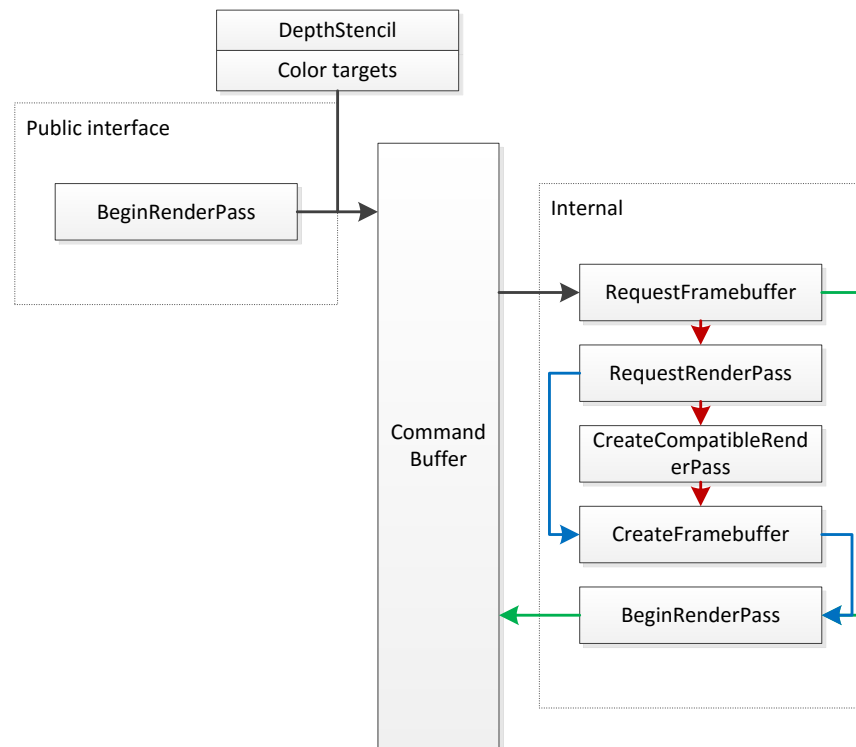 DepthStencil
Color targets
Public interface
BeginRenderPass
Command
Buffer
Internal
RequestFramebuffer
RequestRenderPass
CreateCompatibleRend
erPass
CreateFramebuffer
BeginRenderPass